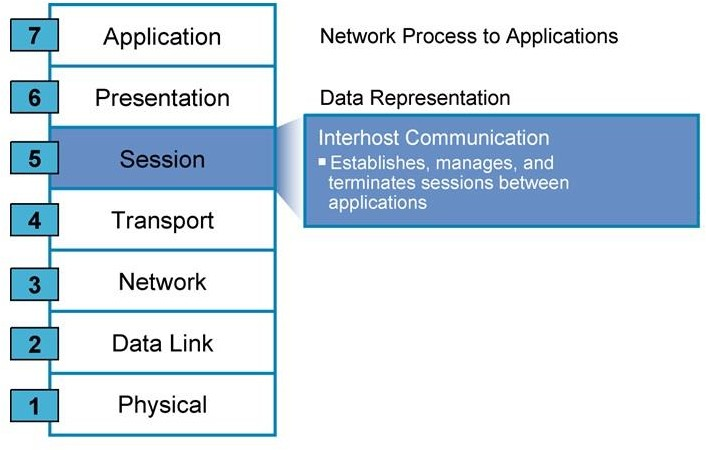 7 Application Network Process to Applications
6 Presentation Data Representation
5 Session Interhost Communication
▪ Establishes, manages, and
terminates sessions between
applications
4 Transport
3 Network
2 Data Link
1 Physical